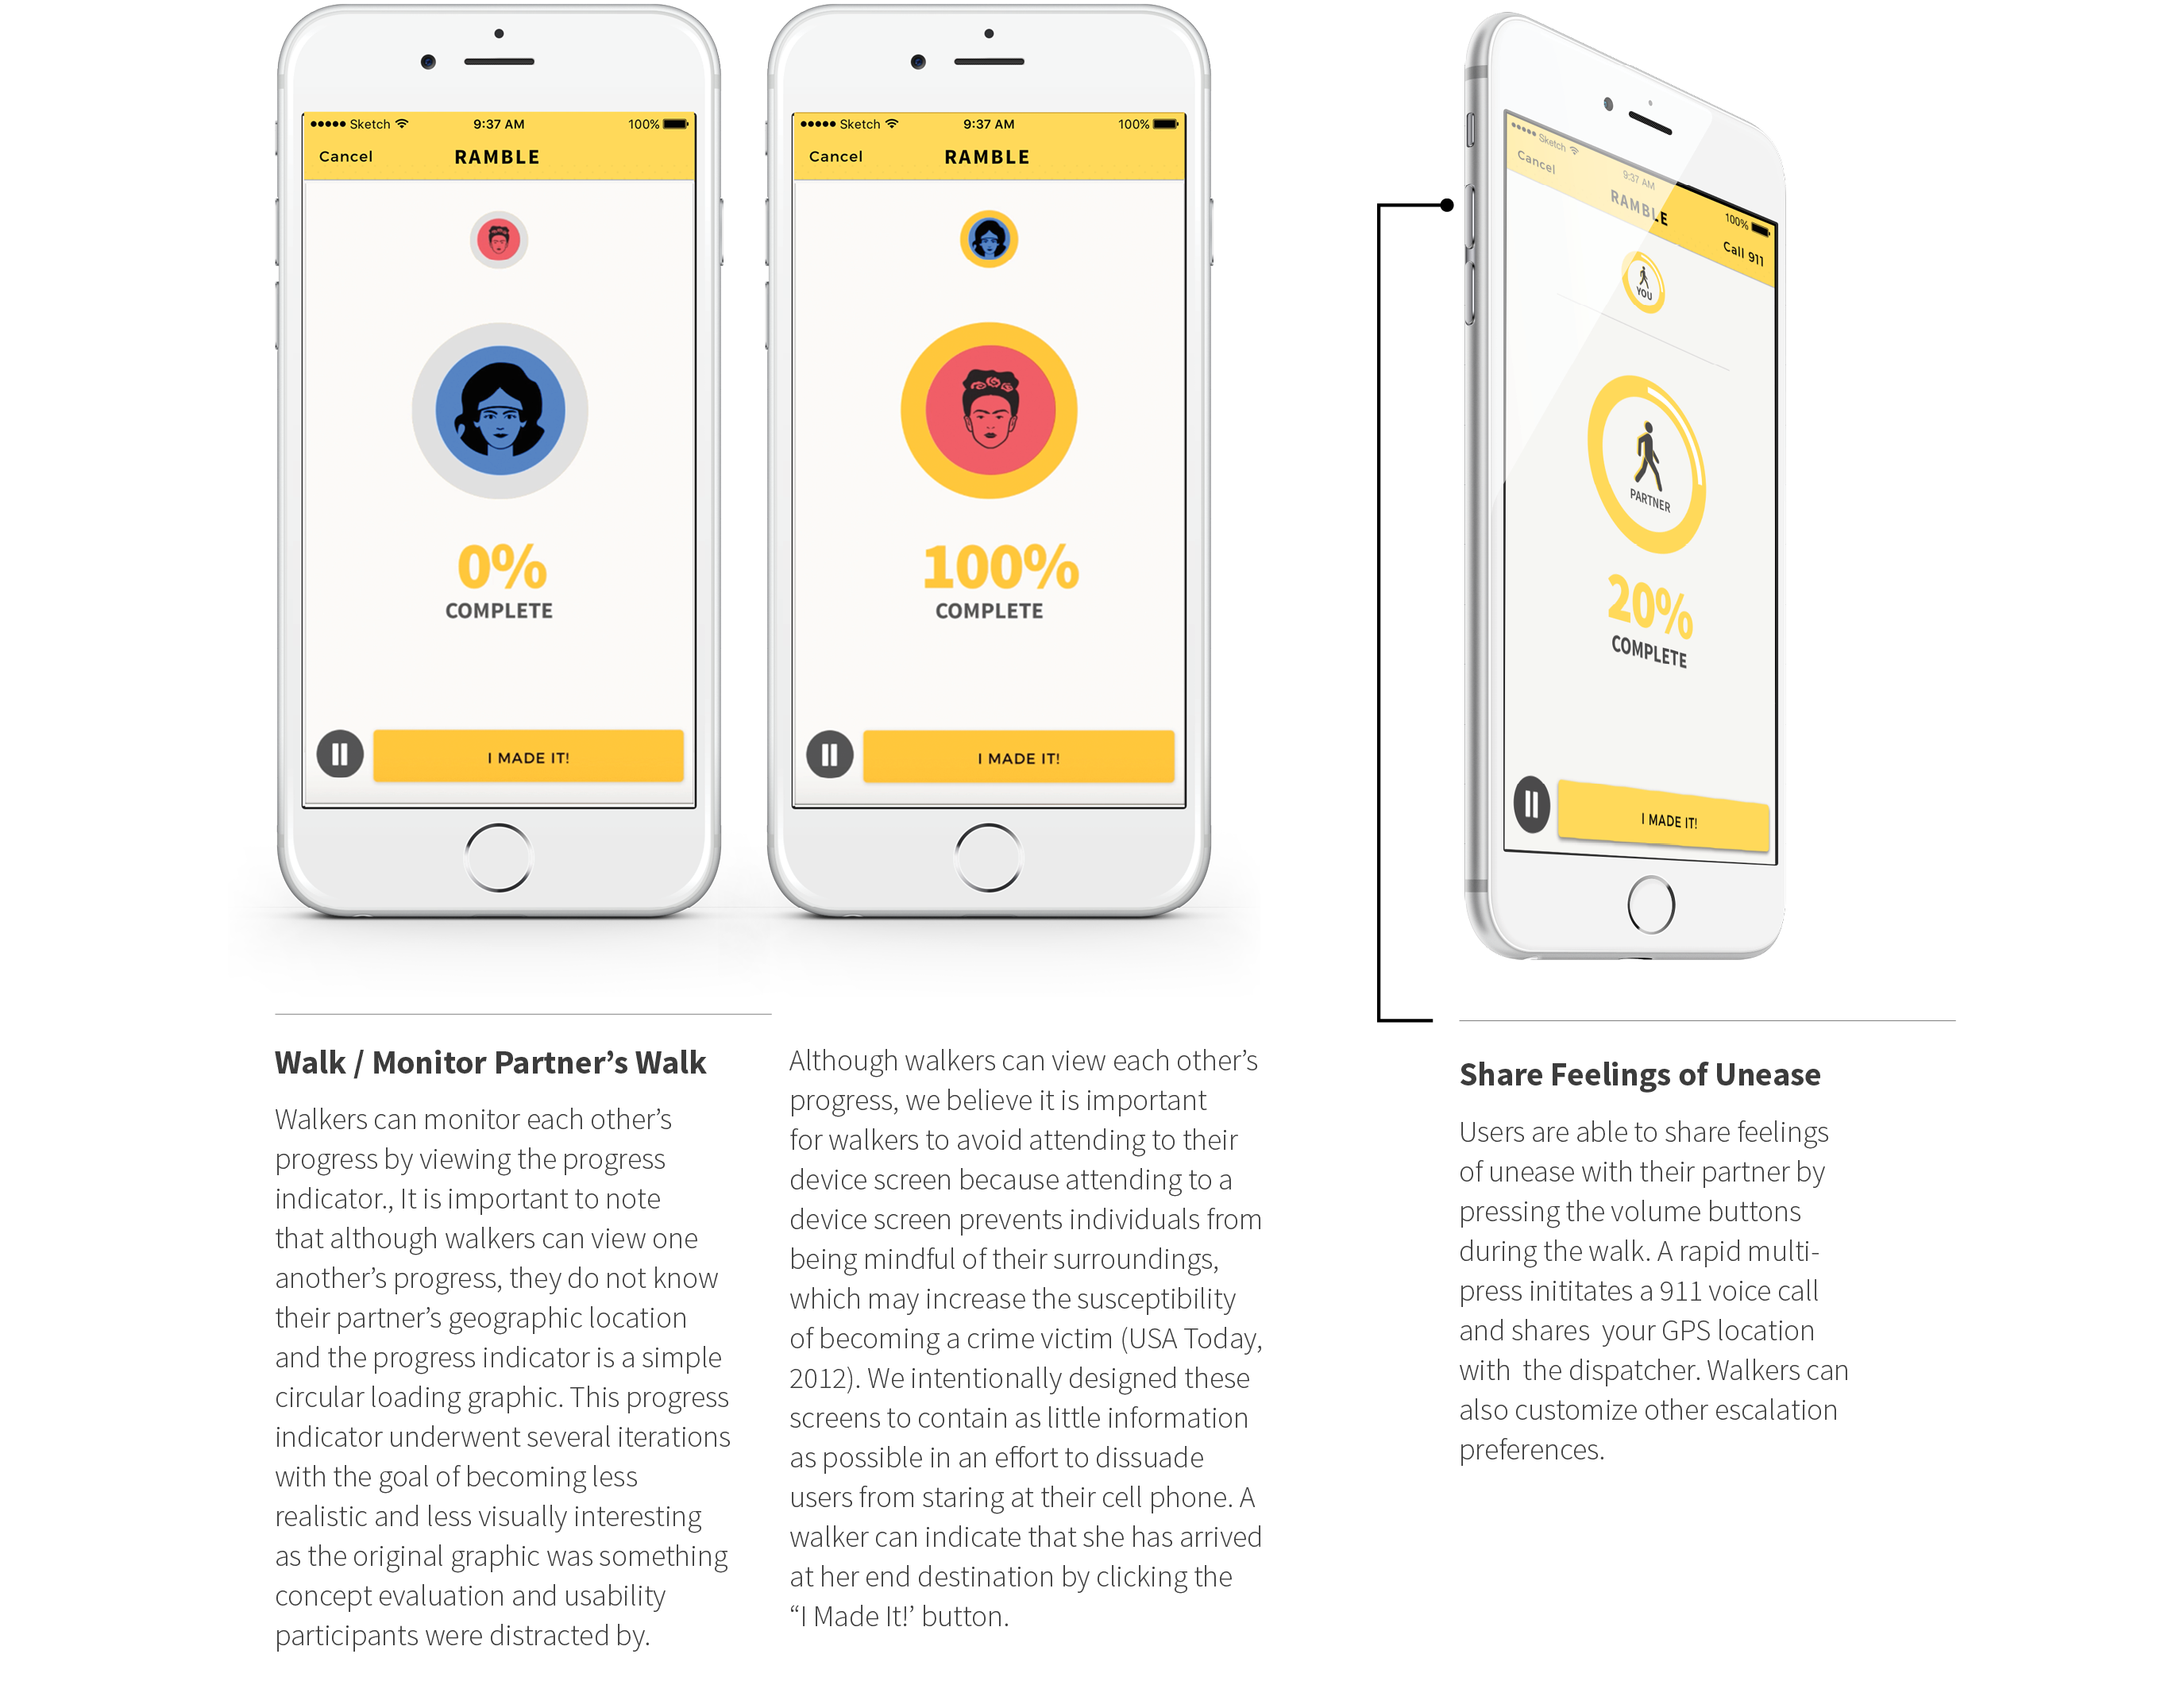 Sketch 9:37 AM 100%
Cancel RAMBLE
0%
COMPLETE
I MADE IT!
Sketch 9:37 AM 100%
Cancel RAMBLE
100%
COMPLETE
I MADE IT!
Sketch 9:37 AM 100%
Cancel RAMBLE Call 911
YOU
PARTNER
20%
COMPLETE
I MADE IT!
Walk / Monitor Partner’s Walk
Walkers can monitor each other’s
progress by viewing the progress
indicator., It is important to note
that although walkers can view one
another’s progress, they do not know
their partner’s geographic location
and the progress indicator is a simple
circular loading graphic. This progress
indicator underwent several iterations
with the goal of becoming less
realistic and less visually interesting
as the original graphic was something
concept evaluation and usability
participants were distracted by.
Although walkers can view each other’s
progress, we believe it is important
for walkers to avoid attending to their
device screen because attending to a
device screen prevents individuals from
being mindful of their surroundings,
which may increase the susceptibility
of becoming a crime victim (USA Today,
2012). We intentionally designed these
screens to contain as little information
as possible in an effort to dissuade
users from staring at their cell phone. A
walker can indicate that she has arrived
at her end destination by clicking the
“I Made It!’ button.
Share Feelings of Unease
Users are able to share feelings
of unease with their partner by
pressing the volume buttons
during the walk. A rapid multi-
press inititates a 911 voice call
and shares  your GPS location
with  the dispatcher. Walkers can
also customize other escalation
preferences.